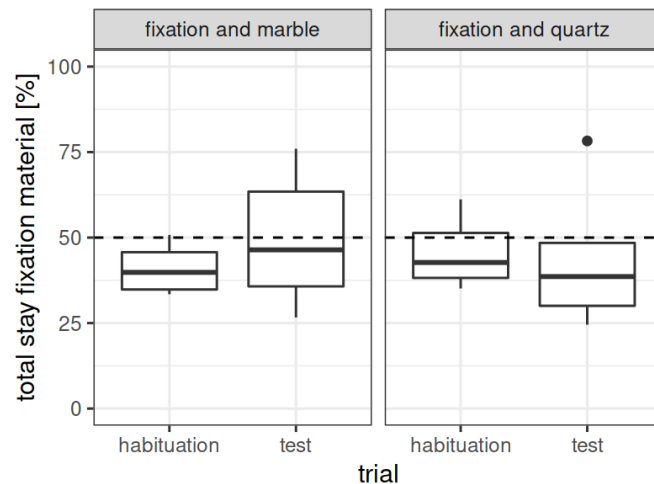 fixation and marble
fixation and quartz
total stay fixation material [%]
100
75
50
25
0
habituation
test
habituation
test
trial